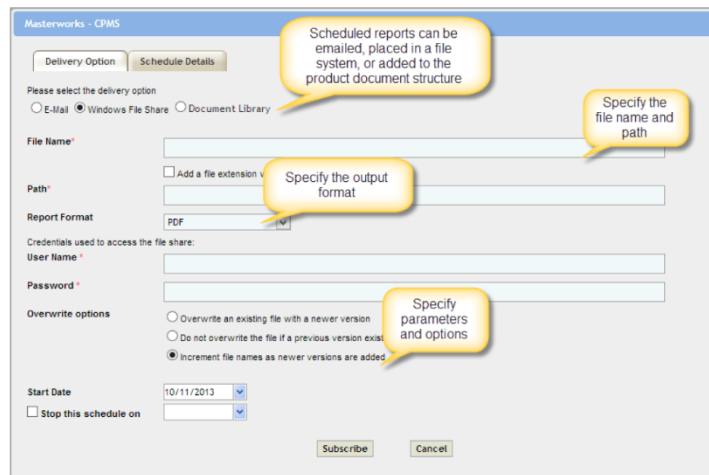 Masterworks - CPMS
Scheduled reports can be
emailed, placed in a file
system, or added to the
product document structure
Delivery Option
Schedule Details
Please select the delivery option
E-Mail Windows File Share Document Library
Specify the
file name and
path
File Name*
Add a file extension
Specify the output
format
Path*
Report Format
PDF
Credentials used to access the file share:
User Name *
Password *
Specify
parameters
and options
Overwrite options
Overwrite an existing file with a newer version
Do not overwrite the file if a previous version exist
Increment file names as newer versions are added
Start Date
10/11/2013
Stop this schedule on
Subscribe
Cancel